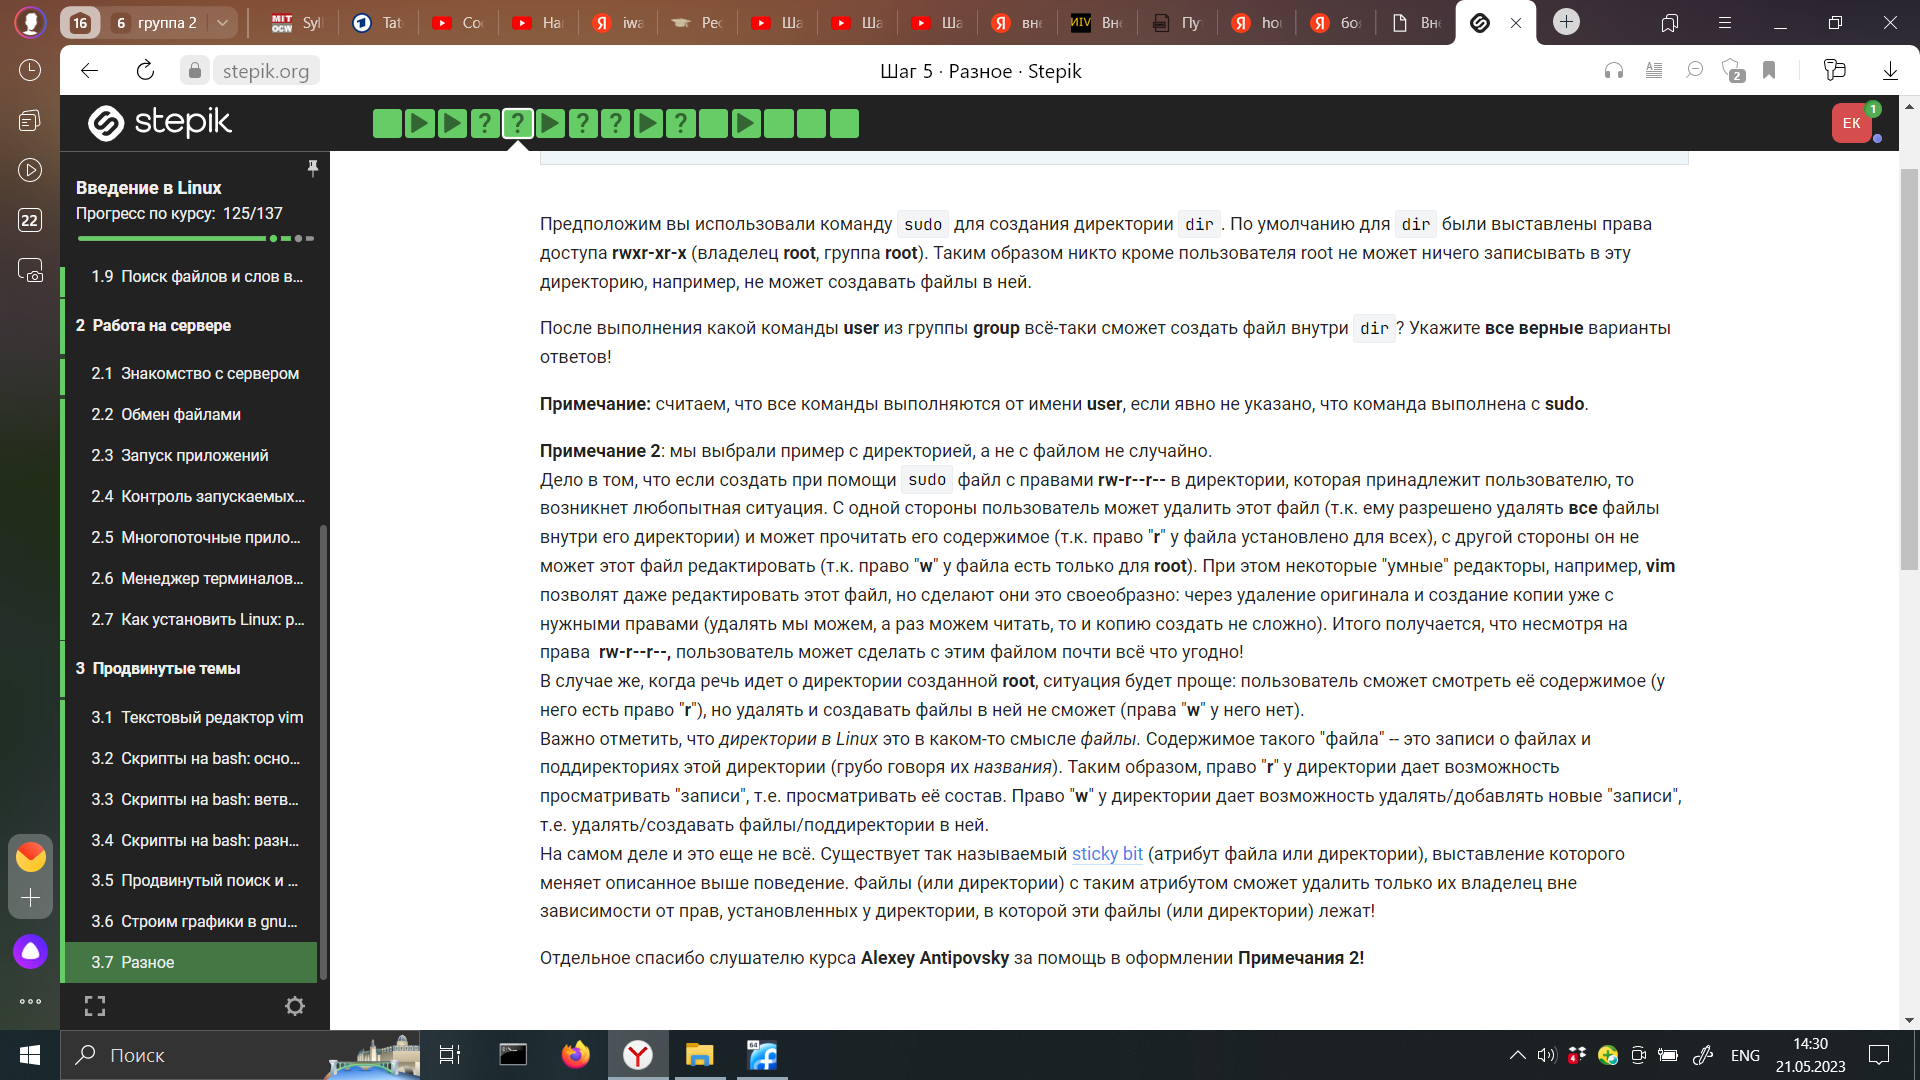 16
6 группа 2
MIT OCW Syll
Tat
Сос
На
iwa
Рес
Ша
Ша
Ша
вне
ИIV Вне
Пу
hou
боя
Вне
stepik.org
Шаг 5 · Разное · Stepik
2
stepik
? ? ? ? ?
ЕК
1
22
Введение в Linux
Прогресс по курсу: 125/137
1.9 Поиск файлов и слов в...
2 Работа на сервере
2.1 Знакомство с сервером
2.2 Обмен файлами
2.3 Запуск приложений
2.4 Контроль запускаемых...
2.5 Многопоточные прило...
2.6 Менеджер терминалов...
2.7 Как установить Linux: р...
3 Продвинутые темы
3.1 Текстовый редактор vim
3.2 Скрипты на bash: осно...
3.3 Скрипты на bash: ветв...
3.4 Скрипты на bash: разн...
3.5 Продвинутый поиск и ...
3.6 Строим графики в gnu...
3.7 Разное
Предположим вы использовали команду sudo для создания директории dir. По умолчанию для dir были выставлены права
доступа rwxr-xr-x (владелец root, группа root). Таким образом никто кроме пользователя root не может ничего записывать в эту
директорию, например, не может создавать файлы в ней.
После выполнения какой команды user из группы group всё-таки сможет создать файл внутри dir? Укажите все верные варианты
ответов!
Примечание: считаем, что все команды выполняются от имени user, если явно не указано, что команда выполнена с sudo.
Примечание 2: мы выбрали пример с директорией, а не с файлом не случайно.
Дело в том, что если создать при помощи sudo файл с правами rw-r--r-- в директории, которая принадлежит пользователю, то
возникнет любопытная ситуация. С одной стороны пользователь может удалить этот файл (т.к. ему разрешено удалять все файлы
внутри его директории) и может прочитать его содержимое (т.к. право "r" у файла установлено для всех), с другой стороны он не
может этот файл редактировать (т.к. право "w" у файла есть только для root). При этом некоторые "умные" редакторы, например, vim
позволят даже редактировать этот файл, но сделают они это своеобразно: через удаление оригинала и создание копии уже с
нужными правами (удалять мы можем, а раз можем читать, то и копию создать не сложно). Итого получается, что несмотря на
права rw-r--r--, пользователь может сделать с этим файлом почти всё что угодно!
В случае же, когда речь идет о директории созданной root, ситуация будет проще: пользователь сможет смотреть её содержимое (у
него есть право "r"), но удалять и создавать файлы в ней не сможет (права "w" у него нет).
Важно отметить, что директории в Linux это в каком-то смысле файлы. Содержимое такого "файла" -- это записи о файлах и
поддиректориях этой директории (грубо говоря их названия). Таким образом, право "r" у директории дает возможность
просматривать "записи", т.е. просматривать её состав. Право "w" у директории дает возможность удалять/добавлять новые "записи",
т.е. удалять/создавать файлы/поддиректории в ней.
На самом деле и это еще не всё. Существует так называемый sticky bit (атрибут файла или директории), выставление которого
меняет описанное выше поведение. Файлы (или директории) с таким атрибутом сможет удалить только их владелец вне
зависимости от прав, установленных у директории, в которой эти файлы (или директории) лежат!
Отдельное спасибо слушателю курса Alexey Antipovsky за помощь в оформлении Примечания 2!
Поиск
64
4
ENG
14:30
21.05.2023